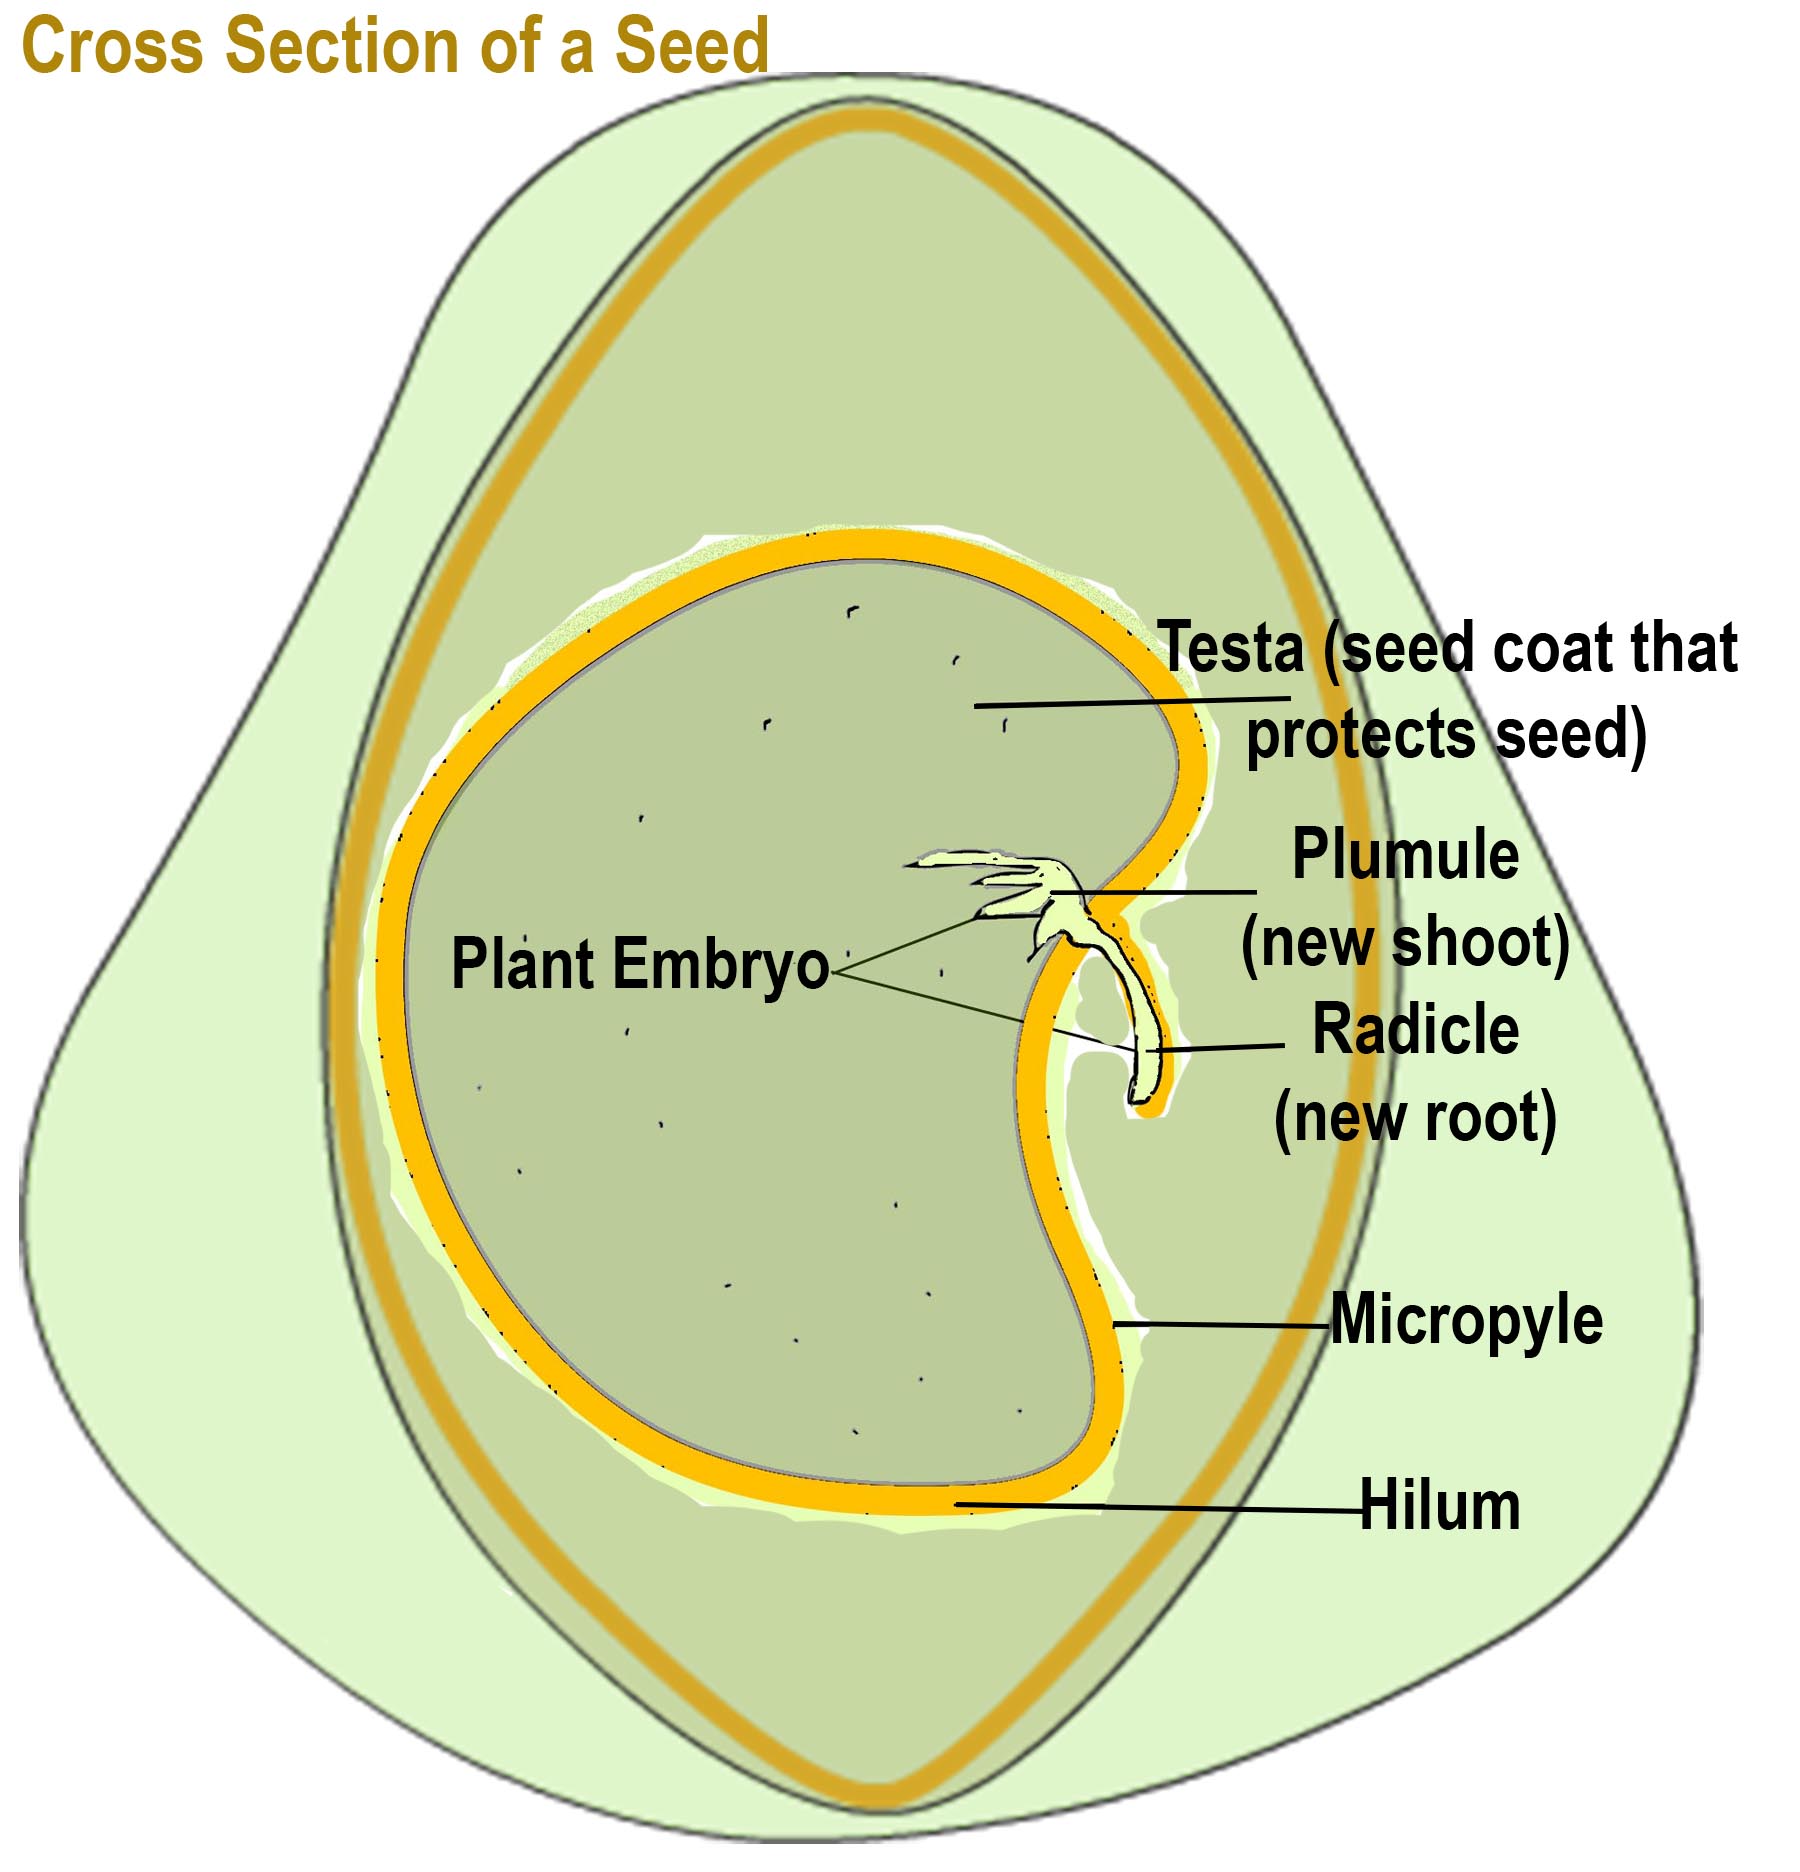 Cross Section of a Seed
Testa (seed coat that
protects seed)
Plumule
(new shoot)
Plant Embryo
Radicle
(new root)
Micropyle
Hilum